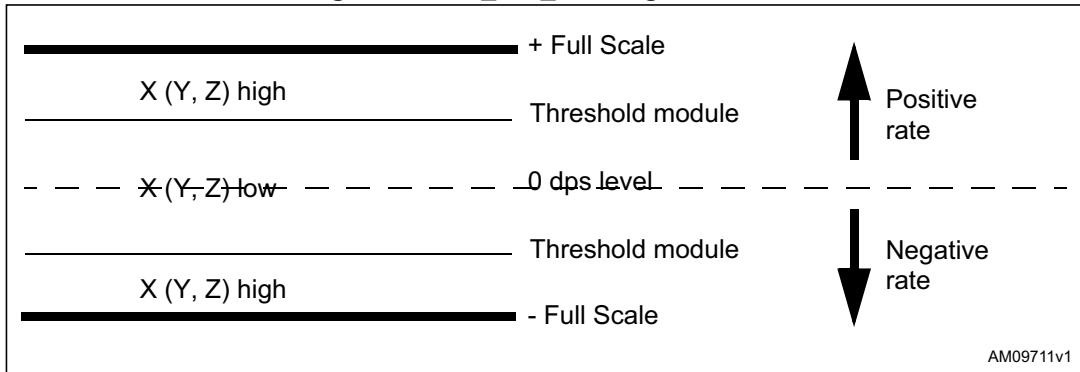 + Full Scale
X (Y, Z) high
Threshold module
Positive
rate
X (Y, Z) low
0 dps level
Threshold module
Negative
rate
X (Y, Z) high
- Full Scale
AM09711v1